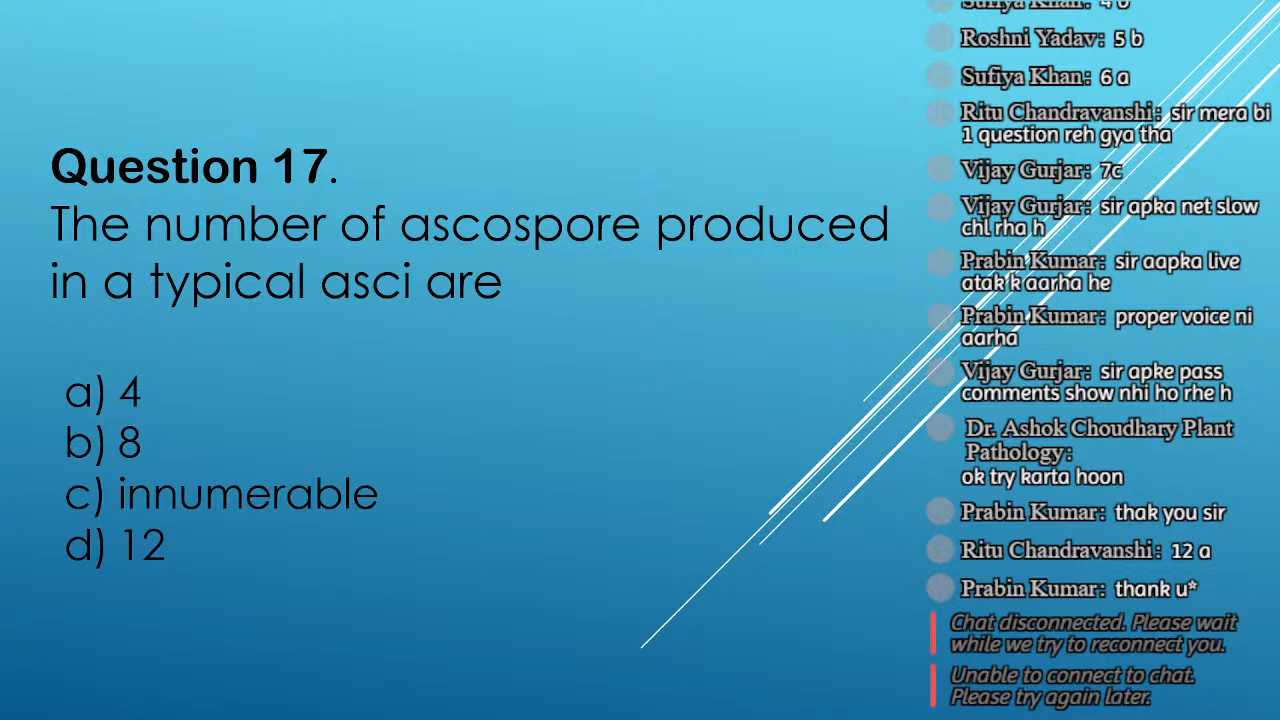 Question 17.
The number of ascospore produced
in a typical asci are
a) 4
b) 8
c) innumerable
d) 12
Sufiya Khan: 4 b
Roshni Yadav: 5 b
Sufiya Khan: 6 a
Ritu Chandravanshi: sir mera bi
1 question reh gya tha
Vijay Gurjar: 7c
Vijay Gurjar: sir apka net slow
chl rha h
Prabin Kumar: sir aapka live
atak k aarha he
Prabin Kumar: proper voice ni
aarha
Vijay Gurjar: sir apke pass
comments show nhi ho rhe h
Dr. Ashok Choudhary Plant
Pathology:
ok try karta hoon
Prabin Kumar: thak you sir
Ritu Chandravanshi: 12 a
Prabin Kumar: thank u*
Chat disconnected. Please wait
while we try to reconnect you.
Unable to connect to chat.
Please try again later.